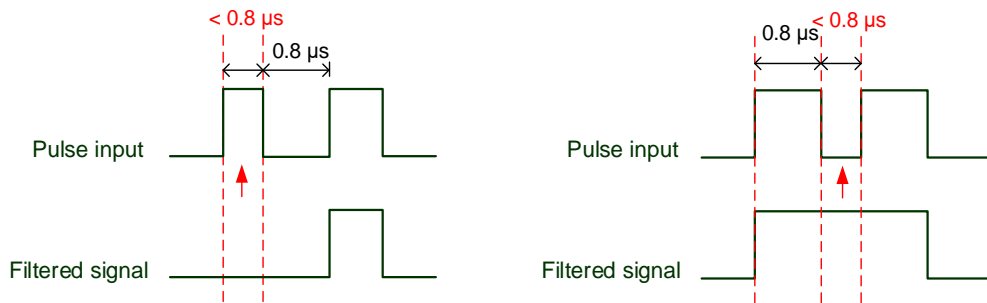 < 0.8 µs
0.8 µs
Pulse input
Filtered signal
< 0.8 µs
0.8 µs
Pulse input
Filtered signal